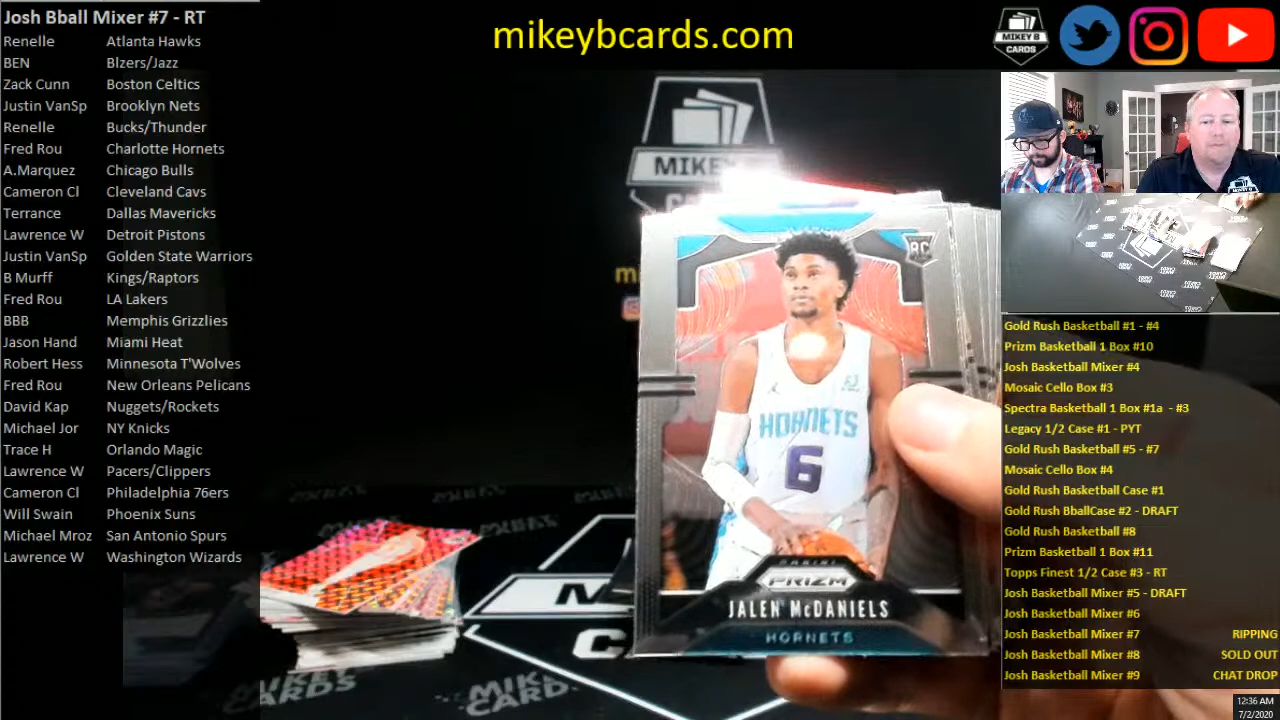 Josh Bball Mixer #7 - RT
Renelle Atlanta Hawks
BEN Blzers/Jazz
Zack Cunn Boston Celtics
Justin VanSp Brooklyn Nets
Renelle Bucks/Thunder
Fred Rou Charlotte Hornets
A.Marquez Chicago Bulls
Cameron Cl Cleveland Cavs
Terrance Dallas Mavericks
Lawrence W Detroit Pistons
Justin VanSp Golden State Warriors
B Murff Kings/Raptors
Fred Rou LA Lakers
BBB Memphis Grizzlies
Jason Hand Miami Heat
Robert Hess Minnesota T'Wolves
Fred Rou New Orleans Pelicans
David Kap Nuggets/Rockets
Michael Jor NY Knicks
Trace H Orlando Magic
Lawrence W Pacers/Clippers
Cameron Cl Philadelphia 76ers
Will Swain Phoenix Suns
Michael Mroz San Antonio Spurs
Lawrence W Washington Wizards
mikeybcards.com
MIKEY B
CARDS
MIKE
RC
HORNETS
6
PANINI
PRIZM
JALEN McDANIELS
HORNETS
MIKEY
CARDS
Gold Rush Basketball #1 - #4
Prizm Basketball 1 Box #10
Josh Basketball Mixer #4
Mosaic Cello Box #3
Spectra Basketball 1 Box #1a - #3
Legacy 1/2 Case #1 - PYT
Gold Rush Basketball #5 - #7
Mosaic Cello Box #4
Gold Rush Basketball Case #1
Gold Rush BballCase #2 - DRAFT
Gold Rush Basketball #8
Prizm Basketball 1 Box #11
Topps Finest 1/2 Case #3 - RT
Josh Basketball Mixer #5 - DRAFT
Josh Basketball Mixer #6
Josh Basketball Mixer #7 RIPPING
Josh Basketball Mixer #8 SOLD OUT
Josh Basketball Mixer #9 CHAT DROP
12:36 AM
7/2/2020